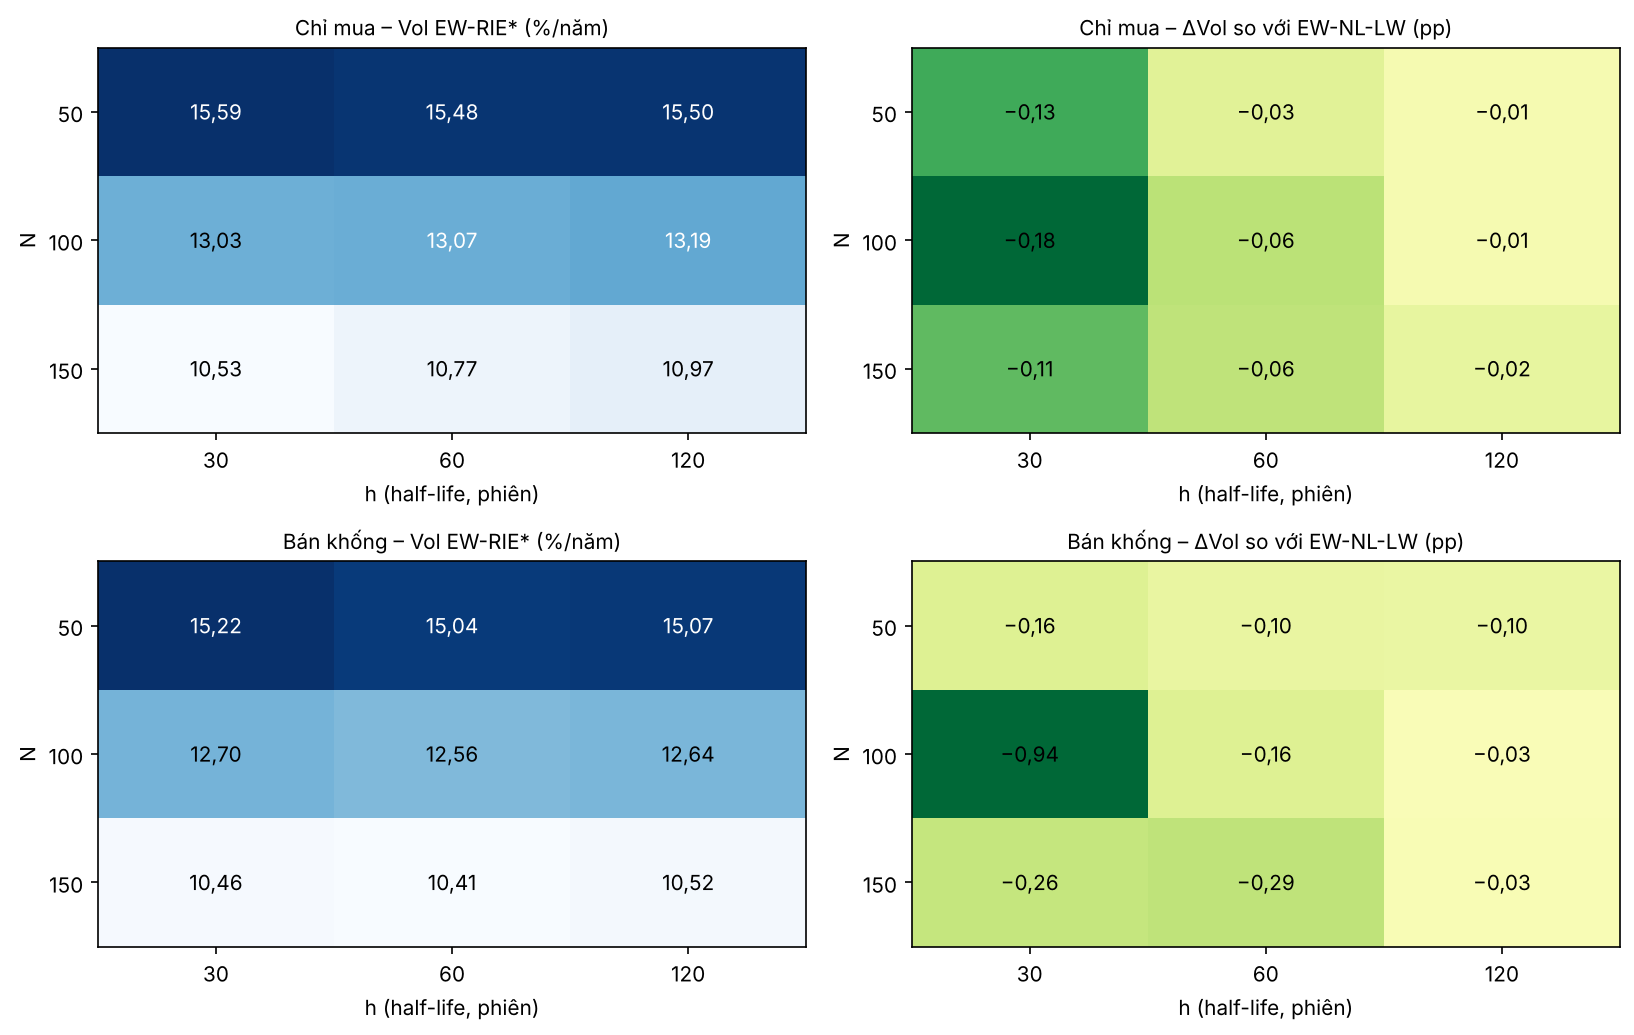 Chỉ mua – Vol EW-RIE* (%/năm)
50 15,59 15,48 15,50
N 100 13,03 13,07 13,19
150 10,53 10,77 10,97
30 60 120
h (half-life, phiên)
Chỉ mua – ΔVol so với EW-NL-LW (pp)
50 −0,13 −0,03 −0,01
N 100 −0,18 −0,06 −0,01
150 −0,11 −0,06 −0,02
30 60 120
h (half-life, phiên)
Bán khống – Vol EW-RIE* (%/năm)
50 15,22 15,04 15,07
N 100 12,70 12,56 12,64
150 10,46 10,41 10,52
30 60 120
h (half-life, phiên)
Bán khống – ΔVol so với EW-NL-LW (pp)
50 −0,16 −0,10 −0,10
N 100 −0,94 −0,16 −0,03
150 −0,26 −0,29 −0,03
30 60 120
h (half-life, phiên)